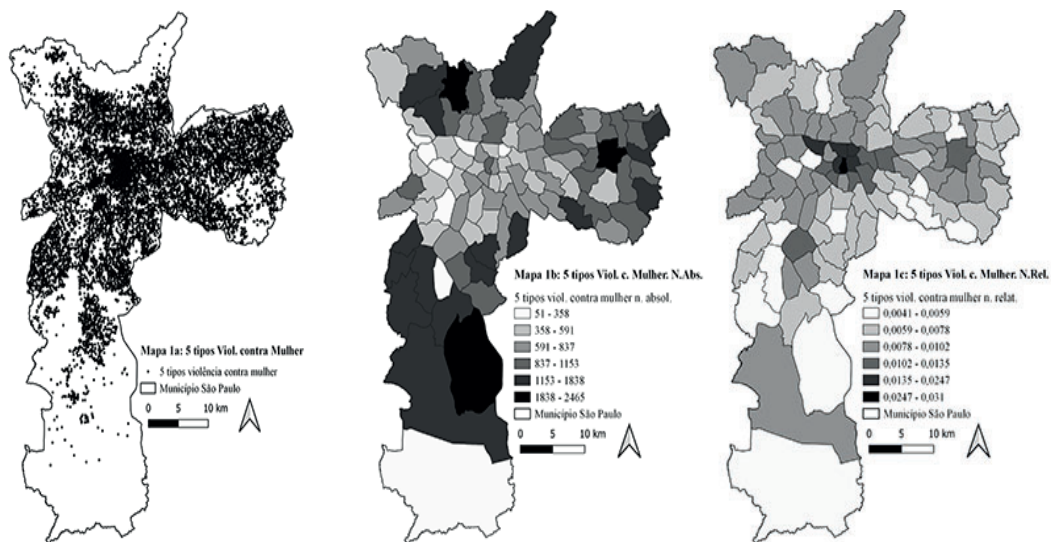 Mapa 1a: 5 tipos Viol. contra Mulher
5 tipos violência contra mulher
Município São Paulo
0 5 10 km
Mapa 1b: 5 tipos Viol. c. Mulher. N.Abs.
5 tipos viol. contra mulher n. absol.
51 - 358
358 - 591
591 - 837
837 - 1153
1153 - 1838
1838 - 2465
Município São Paulo
0 5 10 km
Mapa 1c: 5 tipos Viol. c. Mulher. N.Rel.
5 tipos viol. contra mulher n. relat.
0,0041 - 0,0059
0,0059 - 0,0078
0,0078 - 0,0102
0,0102 - 0,0135
0,0135 - 0,0247
0,0247 - 0,031
Município São Paulo
0 5 10 km